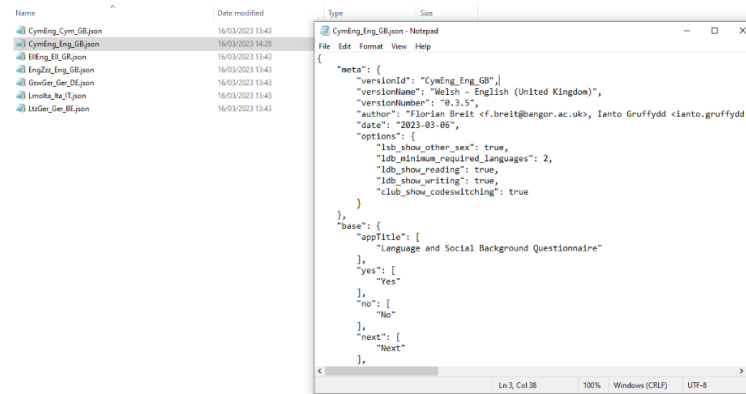 Name
Date modified
Type
Size
CymEng_Cym_GB.json
16/03/2023 13:43
CymEng_Eng_GB.json
16/03/2023 14:28
EllEng_Ell_GR.json
16/03/2023 13:43
EngZzz_Eng_GB.json
16/03/2023 13:43
GswGer_Ger_DE.json
16/03/2023 13:43
LmoIta_Ita_IT.json
16/03/2023 13:43
LtzGer_Ger_BE.json
16/03/2023 13:43
CymEng_Eng_GB.json - Notepad
File Edit Format View Help
{
"meta": {
"versionId": "CymEng_Eng_GB",
"versionName": "Welsh – English (United Kingdom)",
"versionNumber": "0.3.5",
"author": "Florian Breit <f.breit@bangor.ac.uk>, Ianto Gruffydd <ianto.gruffydd
"date": "2023-03-06",
"options": {
"lsb_show_other_sex": true,
"ldb_minimum_required_languages": 2,
"ldb_show_reading": true,
"ldb_show_writing": true,
"club_show_codeswitching": true
}
},
"base": {
"appTitle": [
"Language and Social Background Questionnaire"
],
"yes": [
"Yes"
],
"no": [
"No"
],
"next": [
"Next"
],
Ln 3, Col 38
100%
Windows (CRLF)
UTF-8